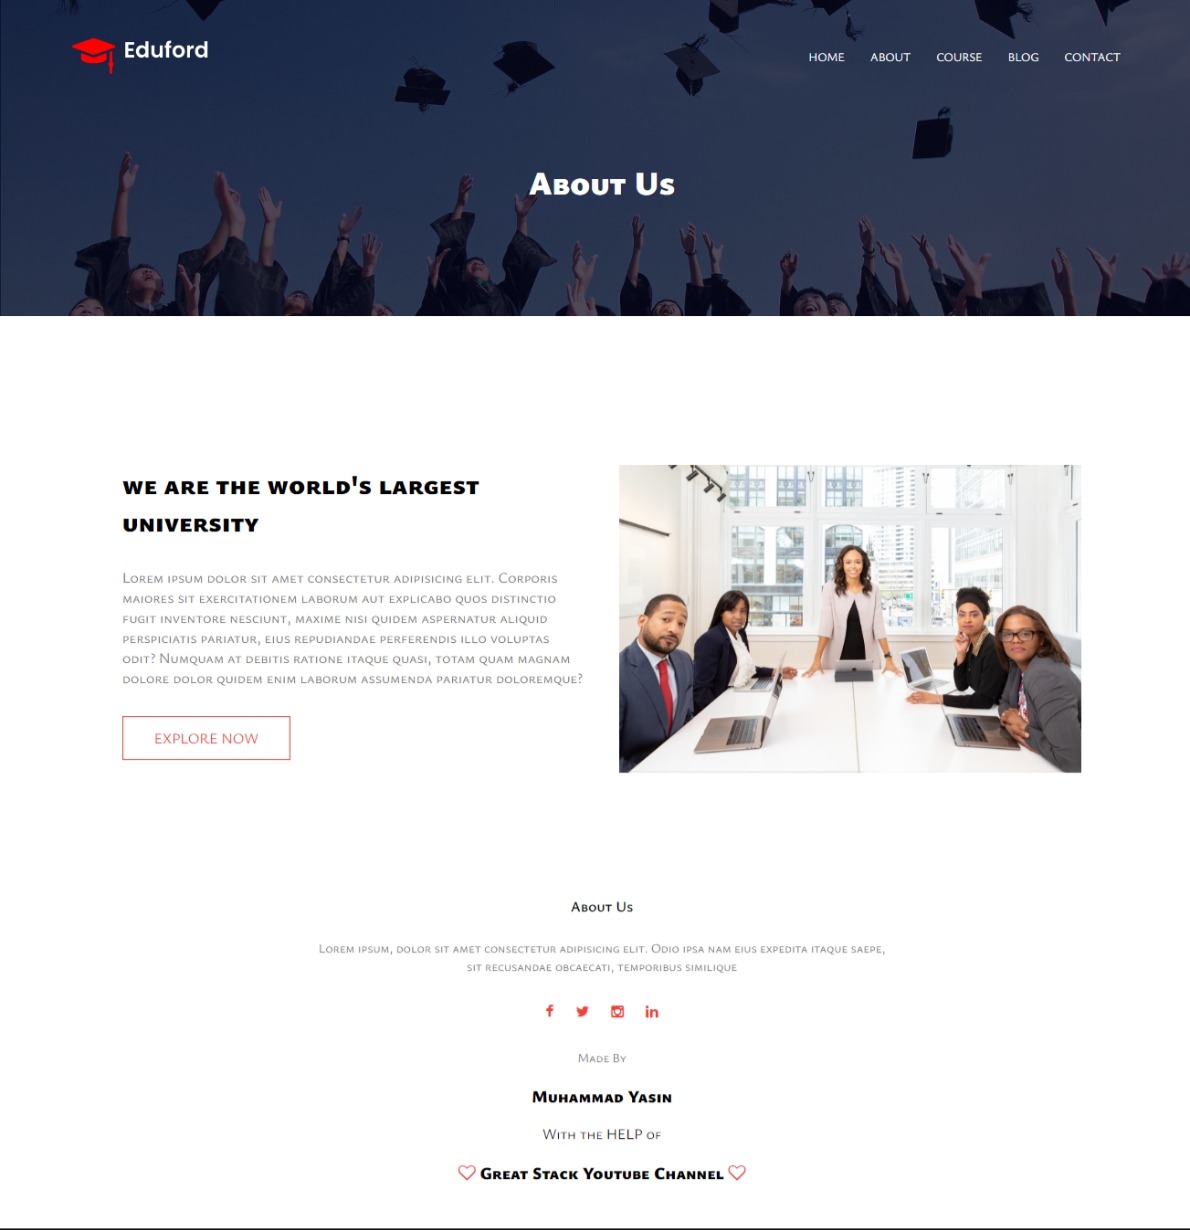 Eduford
HOME ABOUT COURSE BLOG CONTACT
About Us
we are the world's largest
university
Lorem ipsum dolor sit amet consectetur adipisicing elit. Corporis
maiores sit exercitationem laborum aut explicabo quos distinctio
fugit inventore nesciunt, maxime nisi quidem aspernatur aliquid
perspiciatis pariatur, eius repudiandae perferendis illo voluptas
odit? Numquam at debitis ratione itaque quasi, totam quam magnam
dolore dolor quidem enim laborum assumenda pariatur doloremque?
EXPLORE NOW
About Us
Lorem ipsum, dolor sit amet consectetur adipisicing elit. Odio ipsa nam eius expedita itaque saepe,
sit recusandae obcaecati, temporibus similique
Made By
Muhammad Yasin
With the HELP of
Great Stack Youtube Channel